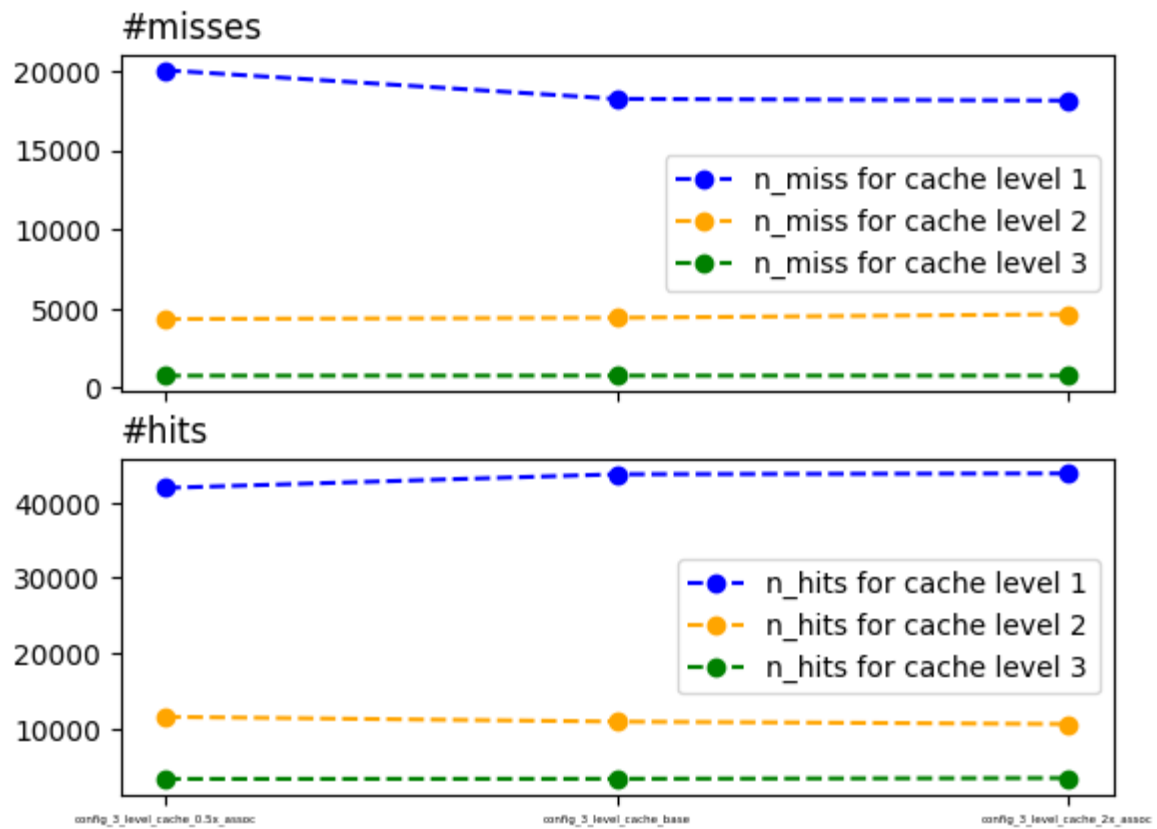 #misses
20000
15000
10000
5000
0
n_miss for cache level 1
n_miss for cache level 2
n_miss for cache level 3
#hits
40000
30000
20000
10000
n_hits for cache level 1
n_hits for cache level 2
n_hits for cache level 3
config_3_level_cache_0.5x_assoc config_3_level_cache_base config_3_level_cache_2x_assoc